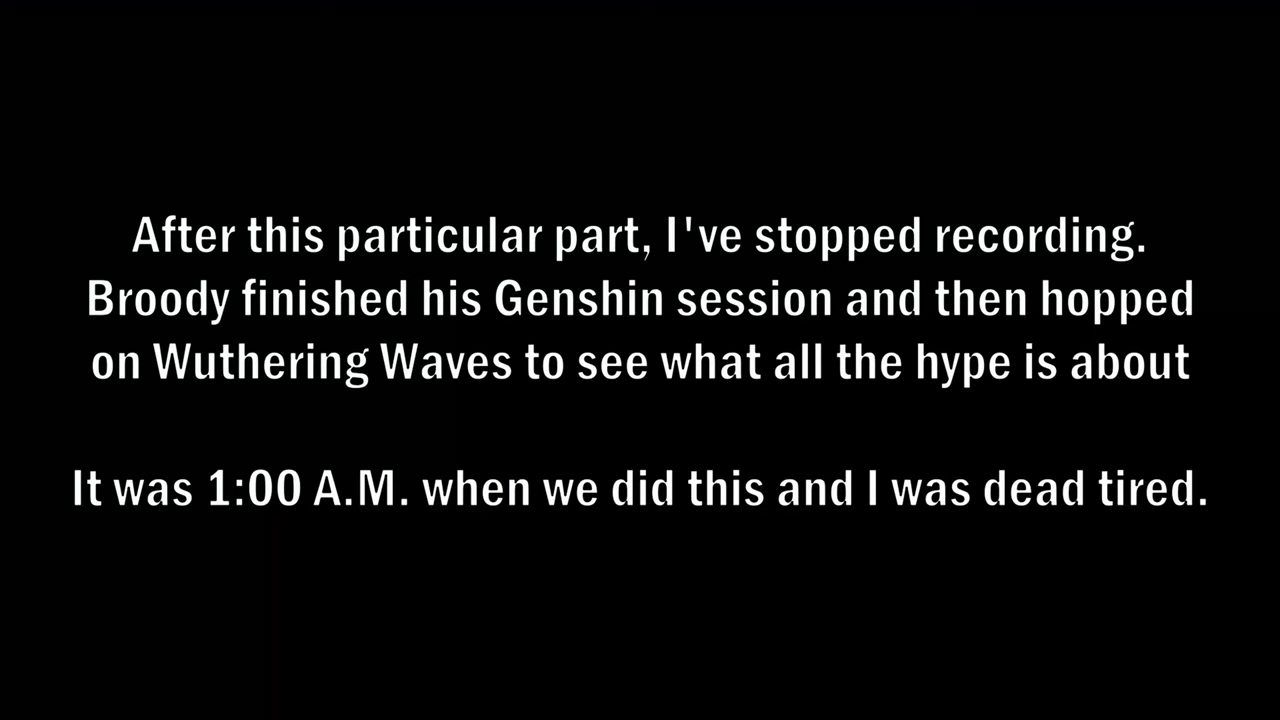 After this particular part, I've stopped recording.
Broody finished his Genshin session and then hopped
on Wuthering Waves to see what all the hype is about
It was 1:00 A.M. when we did this and I was dead tired.